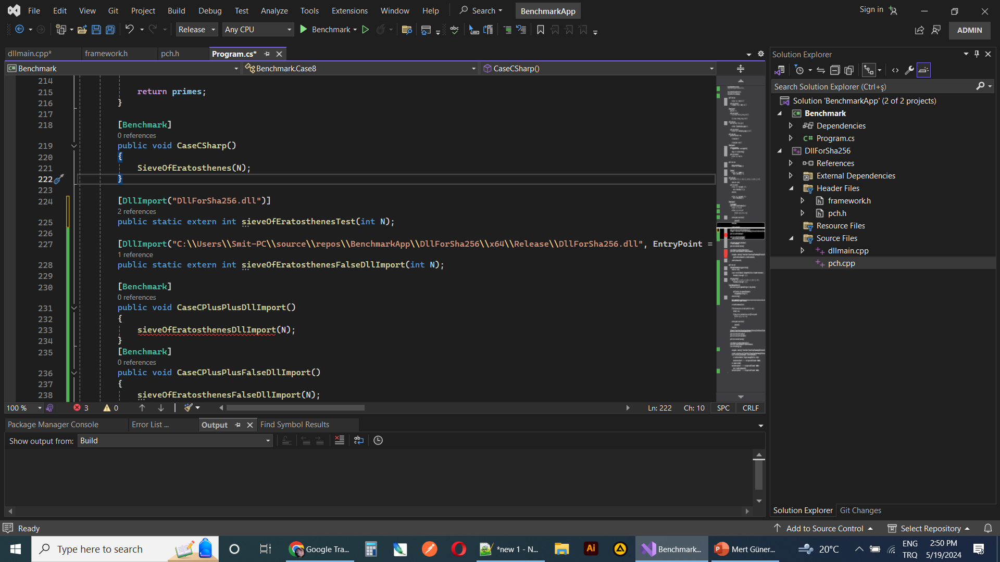 File Edit View Git Project Build Debug Test Analyze Tools Extensions Window Help Search BenchmarkApp Sign in
Release Any CPU Benchmark ADMIN
dllmain.cpp* framework.h pch.h Program.cs*
Benchmark Benchmark.Case8 CaseCSharp()
214
215 return primes;
216 }
217
218 [Benchmark]
0 references
219 public void CaseCSharp()
220 {
221 SieveOfEratosthenes(N);
222 }
223
224 [DllImport("DllForSha256.dll")]
2 references
225 public static extern int sieveOfEratosthenesTest(int N);
226
227 [DllImport("C:\\Users\\Smit-PC\\source\\repos\\BenchmarkApp\\DllForSha256\\x64\\Release\\DllForSha256.dll", EntryPoint =
1 reference
228 public static extern int sieveOfEratosthenesFalseDllImport(int N);
229
230 [Benchmark]
0 references
231 public void CaseCPlusPlusDllImport()
232 {
233 sieveOfEratosthenesDllImport(N);
234 }
235 [Benchmark]
0 references
236 public void CaseCPlusPlusFalseDllImport()
237 {
238 sieveOfEratosthenesFalseDllImport(N);
100 % 3 0 Ln: 222 Ch: 10 SPC CRLF
Package Manager Console Error List ... Output Find Symbol Results
Show output from: Build
Solution Explorer
Search Solution Explorer (Ctrl+ş)
Solution 'BenchmarkApp' (2 of 2 projects)
Benchmark
Dependencies
C# Program.cs
DllForSha256
References
External Dependencies
Header Files
framework.h
pch.h
Resource Files
Source Files
dllmain.cpp
pch.cpp
Solution Explorer Git Changes
Ready Add to Source Control Select Repository
Type here to search Google Tra... *new 1 - N... Ai Benchmark... Mert Güner... 20°C ENG 2:50 PM
TRQ 5/19/2024